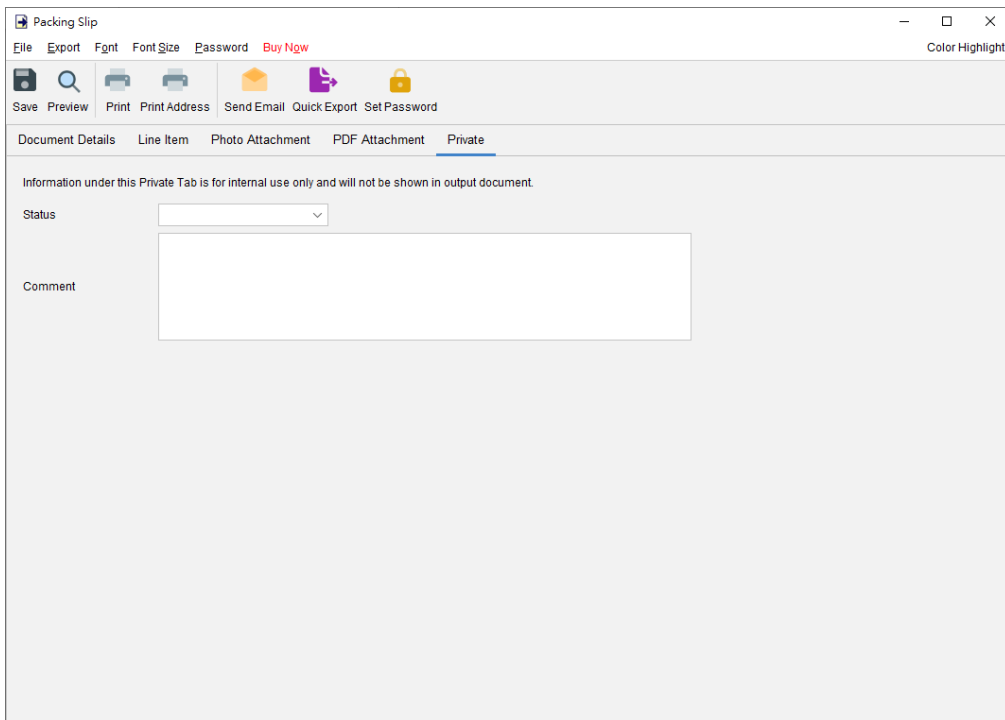 Packing Slip
File Export Font Font Size Password Buy Now Color Highlight
Save Preview Print Print Address Send Email Quick Export Set Password
Document Details Line Item Photo Attachment PDF Attachment Private
Information under this Private Tab is for internal use only and will not be shown in output document.
Status
Comment